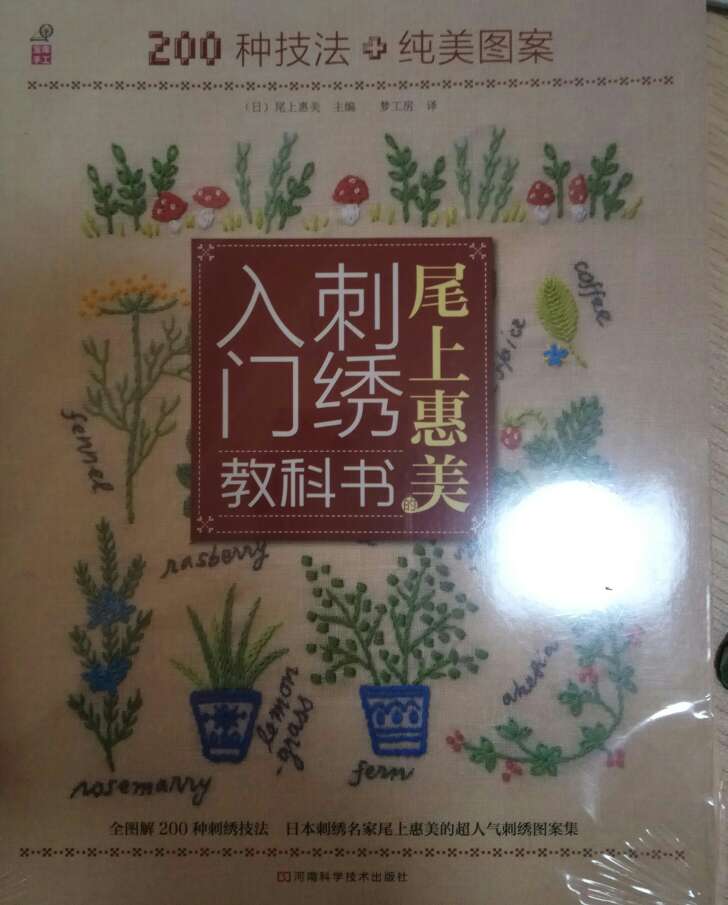 200 种技法 + 纯美图案
（日）尾上惠美 主编 梦工房 译
尾上惠美的
刺绣
入门
教科书
coffee
fennel
rasberry
lemon
-grass
rosemarry
fern
全图解 200 种刺绣技法 日本刺绣名家尾上惠美的超人气刺绣图案集
河南科学技术出版社